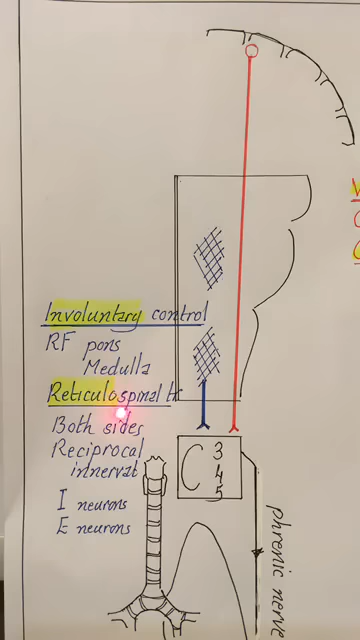 Involuntary control
RF pons
Medulla
Reticulospinal tr
Both sides
Reciprocal
innervat
I neurons
E neurons
C 3
4
5
phrenic nerve